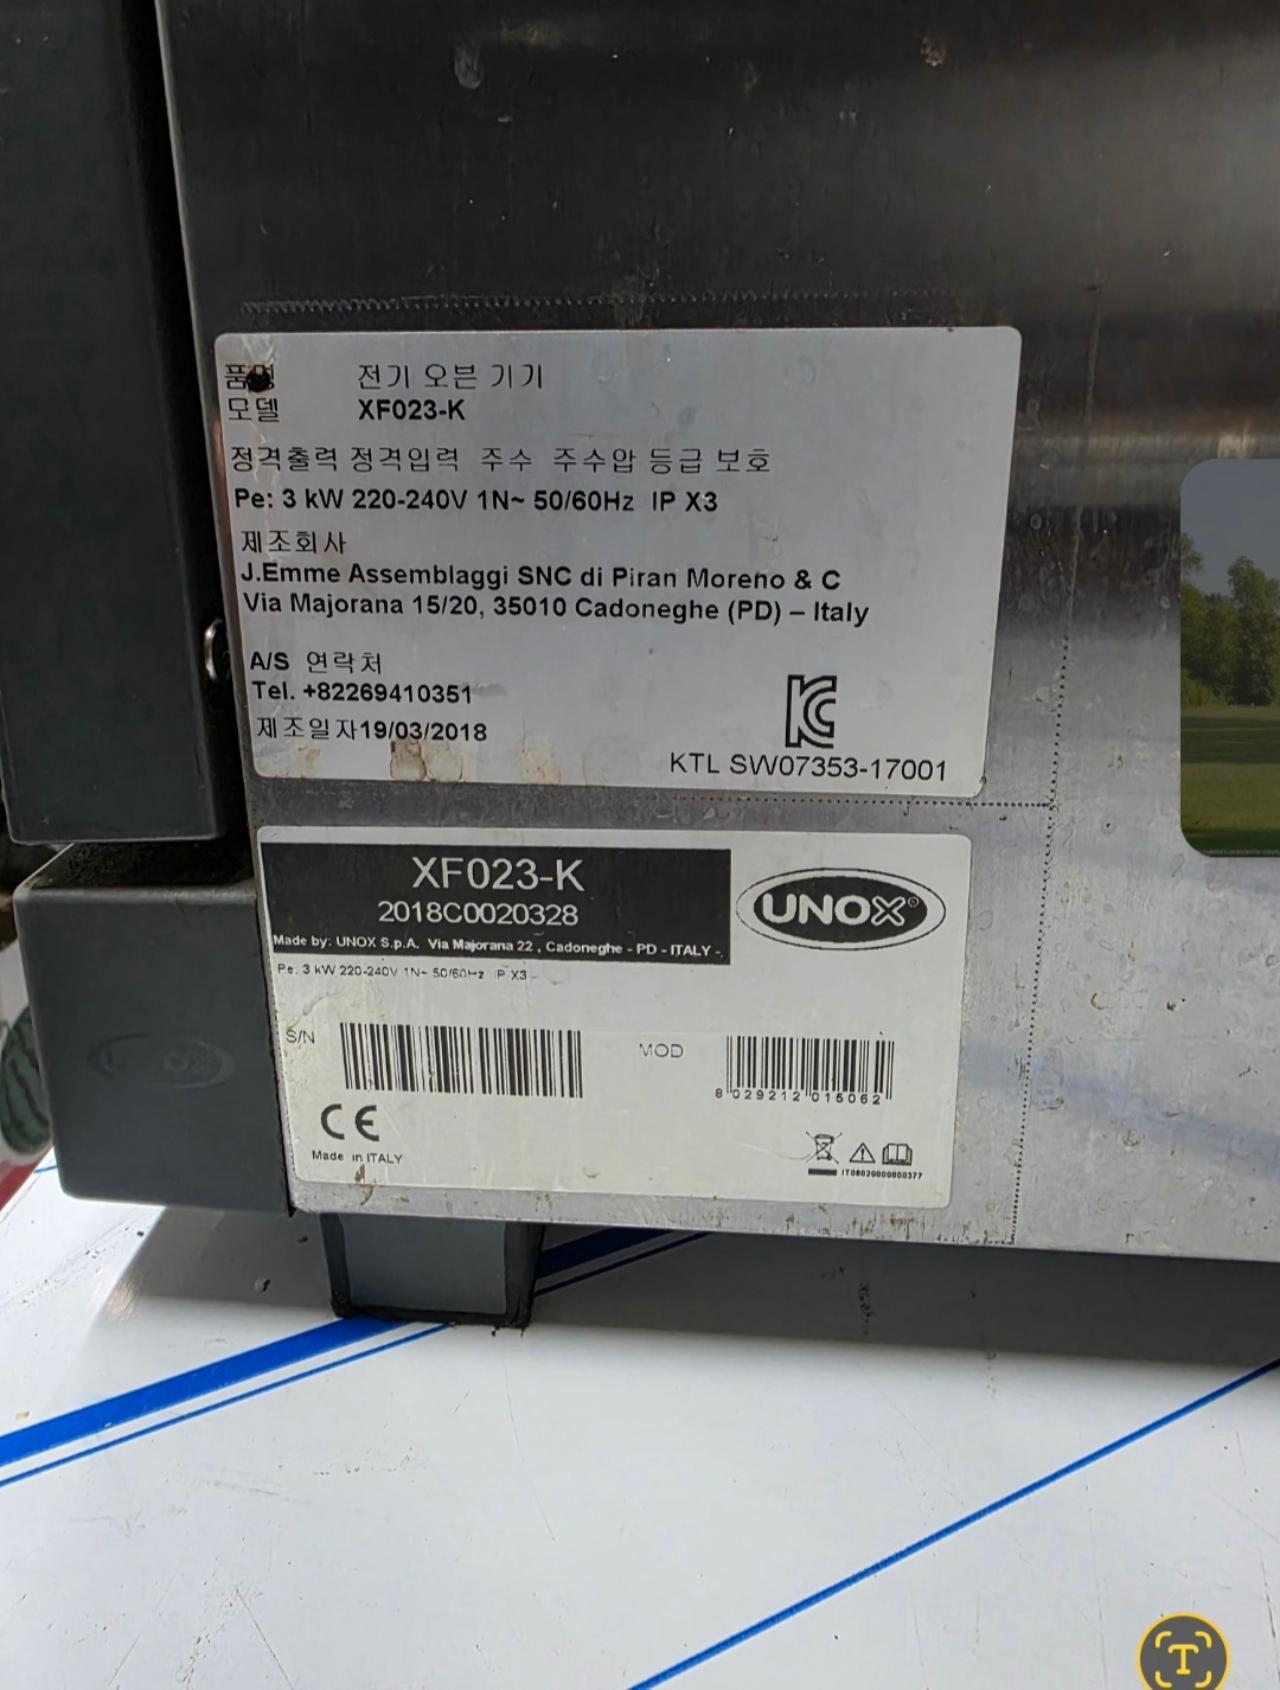 품명 전기 오븐 기기
모델 XF023-K
정격출력 정격입력 주수 주수압 등급 보호
Pe: 3 kW 220-240V 1N~ 50/60Hz IP X3
제조회사
J.Emme Assemblaggi SNC di Piran Moreno & C
Via Majorana 15/20, 35010 Cadoneghe (PD) – Italy
A/S 연락처
Tel. +82269410351
제조일자19/03/2018
KTL SW07353-17001
XF023-K
2018C0020328
UNOX®
Made by: UNOX S.p.A. Via Majorana 22 , Cadoneghe - PD - ITALY -.
Pe: 3 kW 220-240V 1N~ 50/60Hz IP X3
S/N
MOD
8 029212 015062
CE
Made in ITALY
IT08020000000377